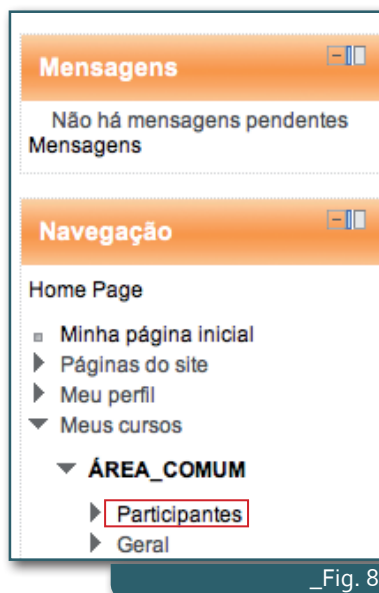 Mensagens
Não há mensagens pendentes
Mensagens
Navegação
Home Page
Minha página inicial
Páginas do site
Meu perfil
Meus cursos
ÁREA_COMUM
Participantes
Geral
_Fig. 8